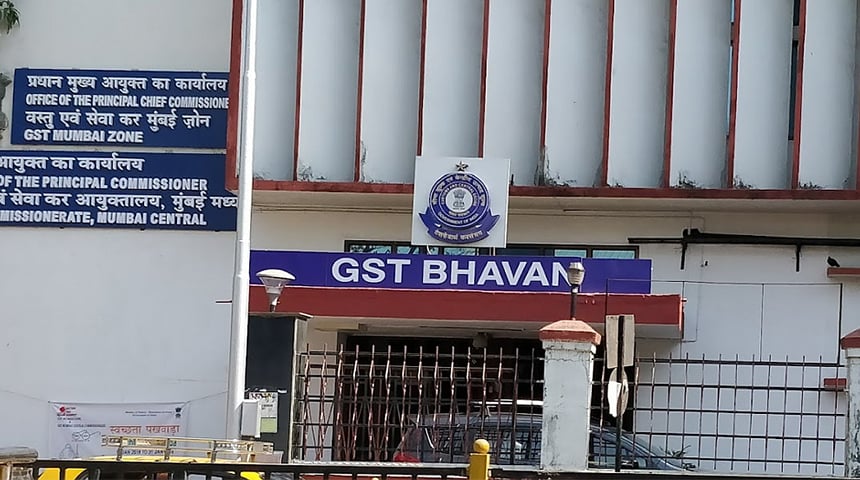 प्रधान मुख्य आयुक्त का कार्यालय
OFFICE OF THE PRINCIPAL CHIEF COMMISSIONE
वस्तु एवं सेवा कर मुंबई ज़ोन
GST MUMBAI ZONE
आयुक्त का कार्यालय
OF THE PRINCIPAL COMMISSIONER
सेवा कर आयुक्तालय, मुंबई मध्य
MISSIONERATE, MUMBAI CENTRAL
GST BHAVAN
स्वच्छता पखवाड़ा